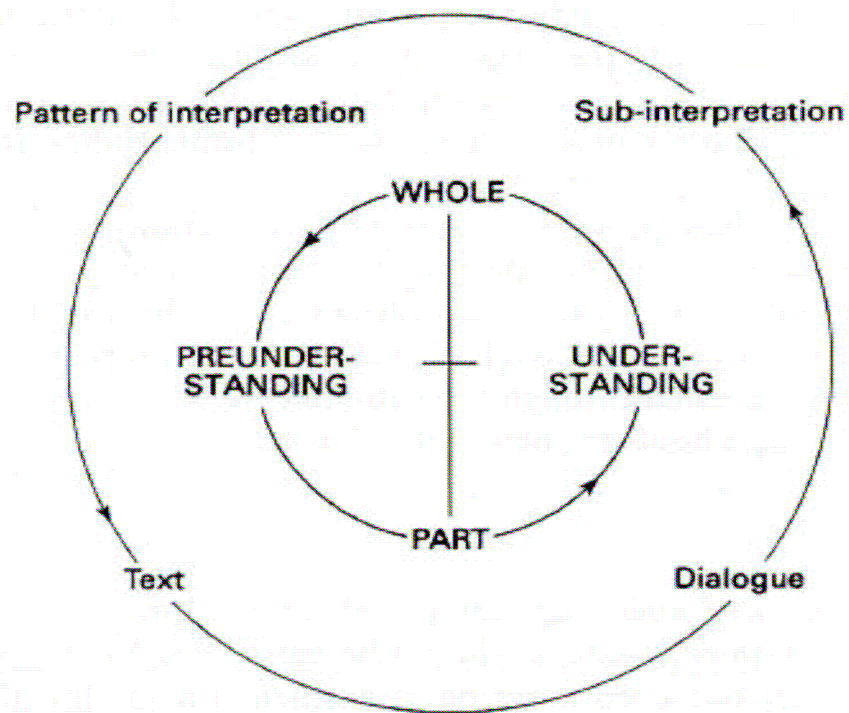 Pattern of interpretation
Sub-interpretation
WHOLE
PREUNDER-
STANDING
UNDER-
STANDING
PART
Text
Dialogue